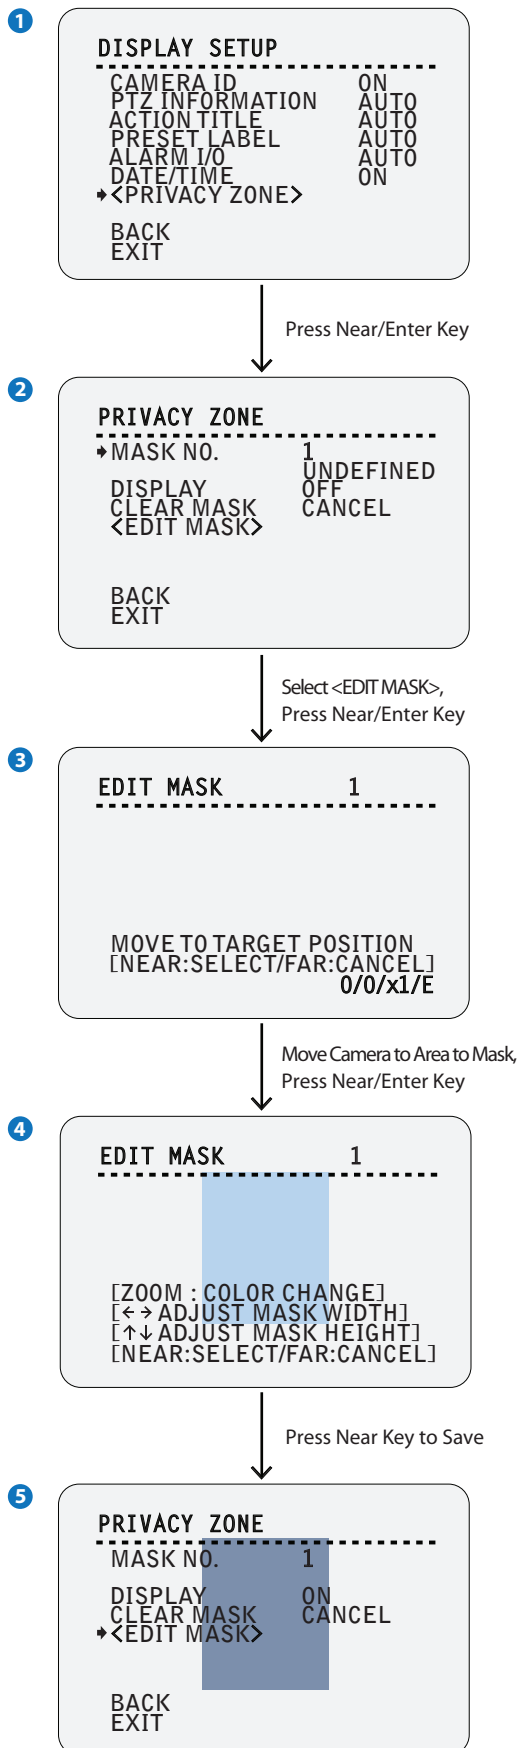 1
DISPLAY SETUP
CAMERA ID ON
PTZ INFORMATION AUTO
ACTION TITLE AUTO
PRESET LABEL AUTO
ALARM I/O AUTO
DATE/TIME ON
<PRIVACY ZONE>
BACK
EXIT
Press Near/Enter Key
2
PRIVACY ZONE
MASK NO. 1
UNDEFINED
DISPLAY OFF
CLEAR MASK CANCEL
<EDIT MASK>
BACK
EXIT
Select <EDIT MASK>,
Press Near/Enter Key
3
EDIT MASK 1
MOVE TO TARGET POSITION
[NEAR:SELECT/FAR:CANCEL]
0/0/x1/E
Move Camera to Area to Mask,
Press Near/Enter Key
4
EDIT MASK 1
[ZOOM : COLOR CHANGE]
[←→ ADJUST MASK WIDTH]
[↑↓ ADJUST MASK HEIGHT]
[NEAR:SELECT/FAR:CANCEL]
Press Near Key to Save
5
PRIVACY ZONE
MASK NO. 1
DISPLAY ON
CLEAR MASK CANCEL
<EDIT MASK>
BACK
EXIT